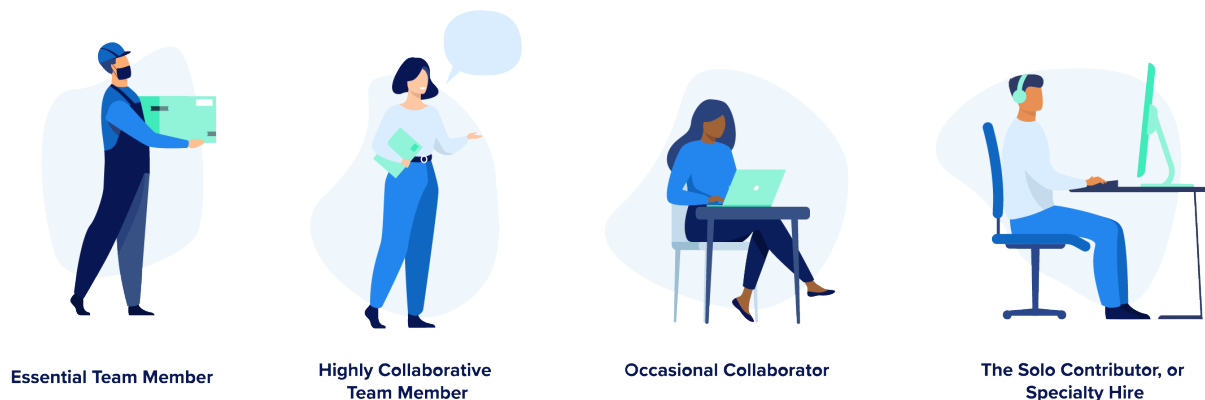 Essential Team Member
Highly Collaborative
Team Member
Occasional Collaborator
The Solo Contributor, or
Specialty Hire